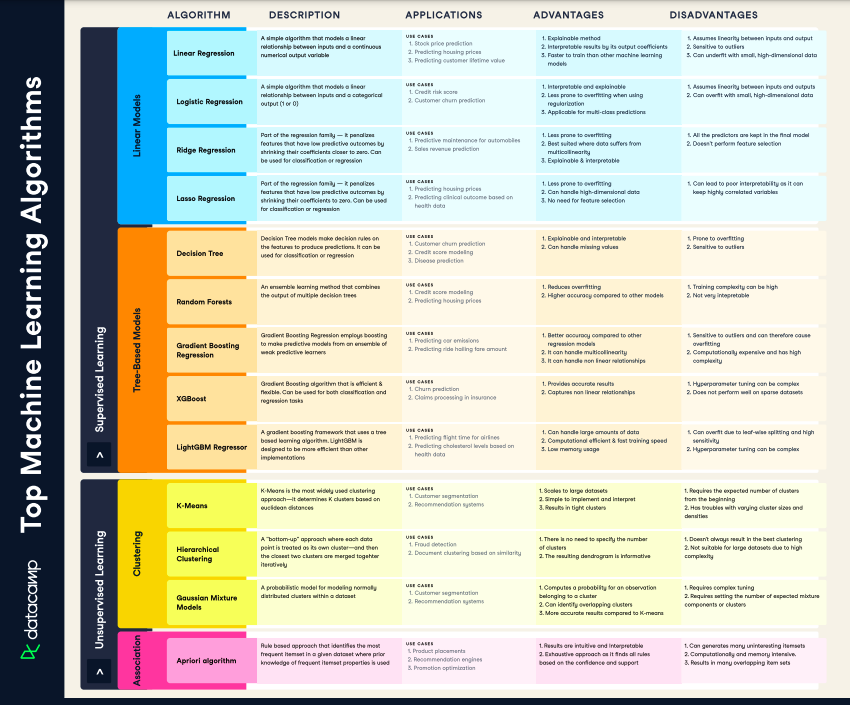 Top Machine Learning Algorithms
datacamp
ALGORITHM
DESCRIPTION
APPLICATIONS
ADVANTAGES
DISADVANTAGES
Supervised Learning
>
Linear Models
Linear Regression
A simple algorithm that models a linear
relationship between inputs and a continuous
numerical output variable
USE CASES
1. Stock price prediction
2. Predicting housing prices
3. Predicting customer lifetime value
1. Explainable method
2. Interpretable results by its output coefficients
3. Faster to train than other machine learning
models
1. Assumes linearity between inputs and output
2. Sensitive to outliers
3. Can underfit with small, high-dimensional data
Logistic Regression
A simple algorithm that models a linear
relationship between inputs and a categorical
output (1 or 0)
USE CASES
1. Credit risk score
2. Customer churn prediction
1. Interpretable and explainable
2. Less prone to overfitting when using
regularization
3. Applicable for multi-class predictions
1. Assumes linearity between inputs and outputs
2. Can overfit with small, high-dimensional data
Ridge Regression
Part of the regression family — it penalizes
features that have low predictive outcomes by
shrinking their coefficients closer to zero. Can
be used for classification or regression
USE CASES
1. Predictive maintenance for automobiles
2. Sales revenue prediction
1. Less prone to overfitting
2. Best suited where data suffers from
multicollinearity
3. Explainable & interpretable
1. All the predictors are kept in the final model
2. Doesn't perform feature selection
Lasso Regression
Part of the regression family — it penalizes
features that have low predictive outcomes by
shrinking their coefficients to zero. Can be used
for classification or regression
USE CASES
1. Predicting housing prices
2. Predicting clinical outcomes based on
health data
1. Less prone to overfitting
2. Can handle high-dimensional data
3. No need for feature selection
1. Can lead to poor interpretability as it can
keep highly correlated variables
Tree-Based Models
Decision Tree
Decision Tree models make decision rules on
the features to produce predictions. It can be
used for classification or regression
USE CASES
1. Customer churn prediction
2. Credit score modeling
3. Disease prediction
1. Explainable and interpretable
2. Can handle missing values
1. Prone to overfitting
2. Sensitive to outliers
Random Forests
An ensemble learning method that combines
the output of multiple decision trees
USE CASES
1. Credit score modeling
2. Predicting housing prices
1. Reduces overfitting
2. Higher accuracy compared to other models
1. Training complexity can be high
2. Not very intepretable
Gradient Boosting
Regression
Gradient Boosting Regression employs boosting
to make predictive models from an ensemble of
weak predictive learners
USE CASES
1. Predicting car emissions
2. Predicting ride hailing fare amount
1. Better accuracy compared to other
regression models
2. It can handle multicollinearity
3. It can handle non linear relationships
1. Sensitive to outliers and can therefore cause
overfitting
2. Computationally expensive and has high
complexity
XGBoost
Gradient Boosting algorithm that is efficient &
flexible. Can be used for both classification and
regression tasks
USE CASES
1. Churn prediction
2. Claims processing in insurance
1. Provides accurate results
2. Captures non linear relationships
1. Hyperparameter tuning can be complex
2. Does not perform well on sparse datasets
LightGBM Regressor
A gradient boosting framework that uses a tree
based learning algorithm. LightGBM is
designed to be more efficient than other
implementations
USE CASES
1. Predicting flight time for airlines
2. Predicting cholesterol levels based on
health data
1. Can handle large amounts of data
2. Computational efficient & fast training speed
3. Low memory usage
1. Can overfit due to leaf-wise splitting and high
sensitivity
2. Hyperparameter tuning can be complex
Unsupervised Learning
>
Clustering
K-Means
K-Means is the most widely used clustering
approach—it determines K clusters based on
euclidean distances
USE CASES
1. Customer segmentation
2. Recommendation systems
1. Scales to large datasets
2. Simple to implement and interpret
3. Results in tight clusters
1. Requires the expected number of clusters
from the beginning
2. Has troubles with varying cluster sizes and
densities
Hierarchical
Clustering
A "bottom-up" approach where each data
point is treated as its own cluster—and then
the closest two clusters are merged together
iteratively
USE CASES
1. Fraud detection
2. Document clustering based on similarity
1. There is no need to specify the number
of clusters
2. The resulting dendrogram is informative
1. Doesn't always result in the best clustering
2. Not suitable for large datasets due to high
complexity
Gaussian Mixture
Models
A probabilistic model for modeling normally
distributed clusters within a dataset
USE CASES
1. Customer segmentation
2. Recommendation systems
1. Computes a probability for an observation
belonging to a cluster
2. Can identify overlapping clusters
3. More accurate results compared to K-means
1. Requires complex tuning
2. Requires setting the number of expected mixture
components or clusters
Association
Apriori algorithm
Rule based approach that identifies the most
frequent itemset in a given dataset where prior
knowledge of frequent itemset properties is used
USE CASES
1. Product placements
2. Recommendation engines
3. Promotion optimization
1. Results are intuitive and interpretable
2. Exhaustive approach as it finds all rules
based on the confidence and support
1. Can generate many uninteresting itemsets
2. Computationally and memory intensive.
3. Results in many overlapping item sets